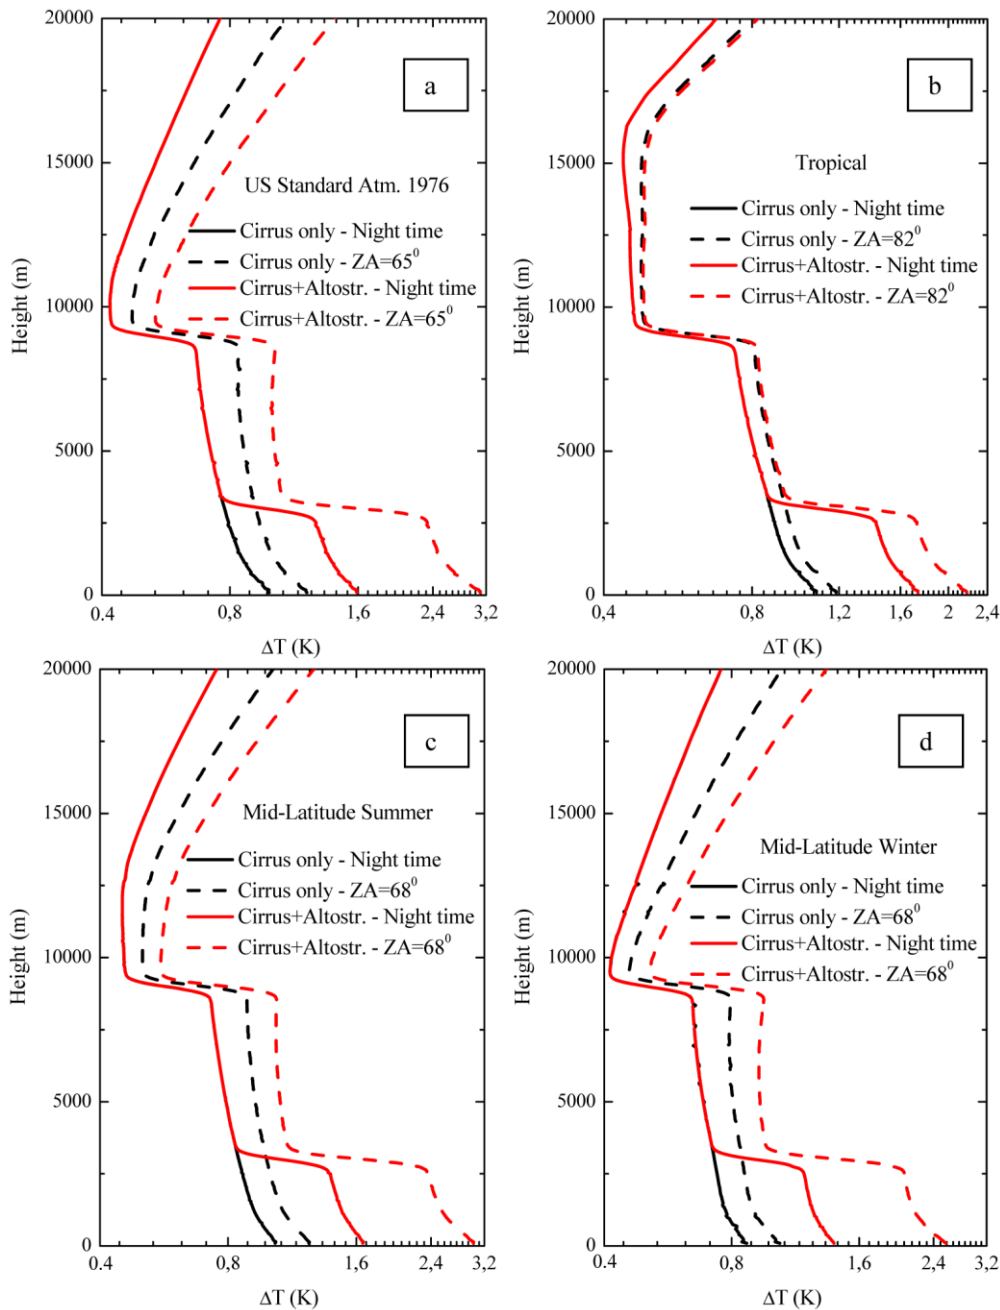 20000
15000
10000
5000
0
Height (m)
a
US Standard Atm. 1976
Cirrus only - Night time
Cirrus only - ZA=65⁰
Cirrus+Altostr. - Night time
Cirrus+Altostr. - ZA=65⁰
0.4 0,8 1,6 2,4 3,2
ΔT (K)
20000
15000
10000
5000
0
Height (m)
b
Tropical
Cirrus only - Night time
Cirrus only - ZA=82⁰
Cirrus+Altostr. - Night time
Cirrus+Altostr. - ZA=82⁰
0.4 0.8 1,2 1,6 2 2,4
ΔT (K)
20000
15000
10000
5000
0
Height (m)
c
Mid-Latitude Summer
Cirrus only - Night time
Cirrus only - ZA=68⁰
Cirrus+Altostr. - Night time
Cirrus+Altostr. - ZA=68⁰
0.4 0,8 1,6 2,4 3,2
ΔT (K)
20000
15000
10000
5000
0
Height (m)
d
Mid-Latitude Winter
Cirrus only - Night time
Cirrus only - ZA=68⁰
Cirrus+Altostr. - Night time
Cirrus+Altostr. - ZA=68⁰
0.4 0,8 1,6 2,4 3,2
ΔT (K)